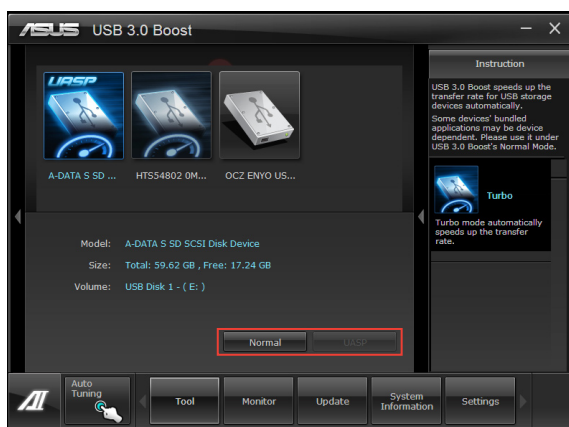 ASUS USB 3.0 Boost
Instruction
USB 3.0 Boost speeds up the
transfer rate for USB storage
devices automatically.
Some devices' bundled
applications may be device
dependent. Please use it under
USB 3.0 Boost's Normal Mode.
UASP
A-DATA S SD ...
HTS54802 0M...
OCZ ENYO US...
Turbo
Turbo mode automatically
speeds up the transfer
rate.
Model: A-DATA S SD SCSI Disk Device
Size: Total: 59.62 GB , Free: 17.24 GB
Volume: USB Disk 1 - ( E: )
Normal
UASP
AI
Auto
Tuning
Tool
Monitor
Update
System
Information
Settings